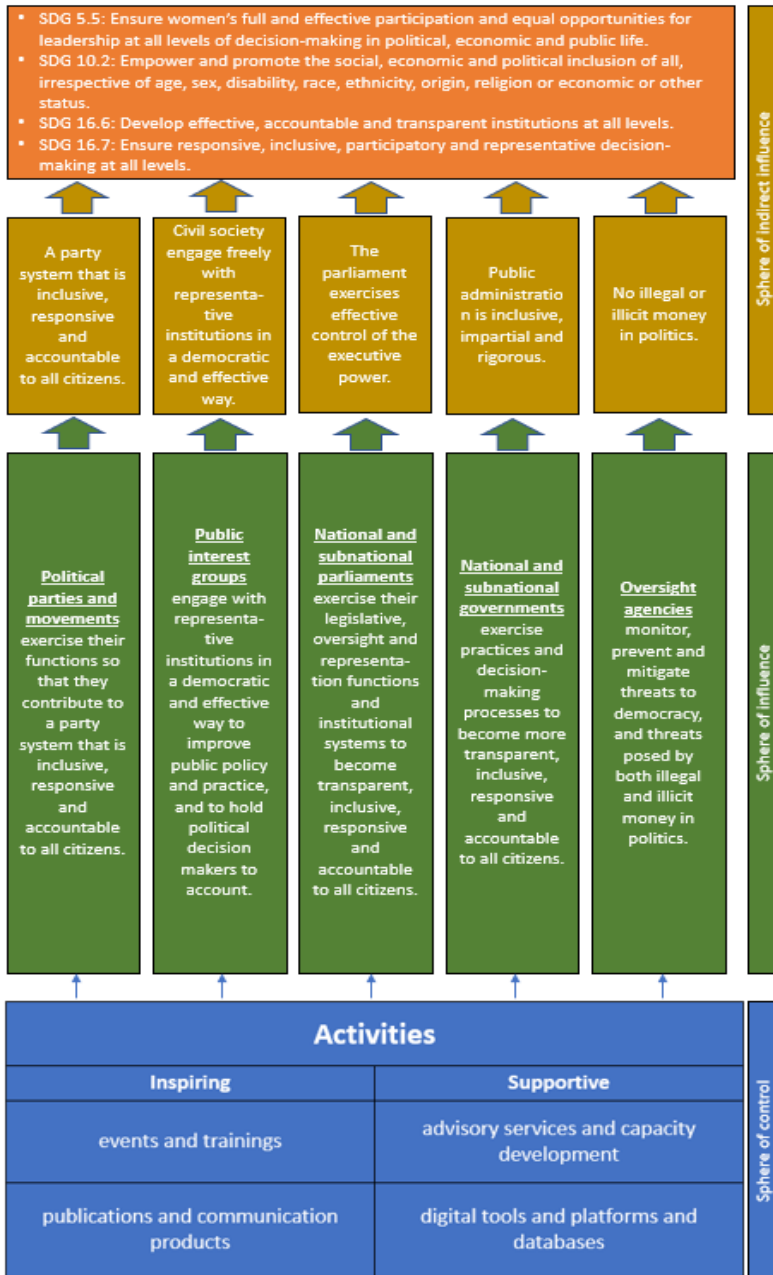 • SDG 5.5: Ensure women's full and effective participation and equal opportunities for
leadership at all levels of decision-making in political, economic and public life.
• SDG 10.2: Empower and promote the social, economic and political inclusion of all,
irrespective of age, sex, disability, race, ethnicity, origin, religion or economic or other
status.
• SDG 16.6: Develop effective, accountable and transparent institutions at all levels.
• SDG 16.7: Ensure responsive, inclusive, participatory and representative decision-
making at all levels.
Sphere of indirect influence
A party
system that is
inclusive,
responsive
and
accountable
to all citizens.
Civil society
engage freely
with
representa-
tive
institutions in
a democratic
and effective
way.
The
parliament
exercises
effective
control of the
executive
power.
Public
administratio
n is inclusive,
impartial and
rigorous.
No illegal or
illicit money
in politics.
Political
parties and
movements
exercise their
functions so
that they
contribute to
a party
system that is
inclusive,
responsive
and
accountable
to all citizens.
Public
interest
groups
engage with
representa-
tive
institutions in
a democratic
and effective
way to
improve
public policy
and practice,
and to hold
political
decision
makers to
account.
National and
subnational
parliaments
exercise their
legislative,
oversight and
representa-
tion functions
and
institutional
systems to
become
transparent,
inclusive,
responsive
and
accountable
to all citizens.
National and
subnational
governments
exercise
practices and
decision-
making
processes to
become more
transparent,
inclusive,
responsive
and
accountable
to all citizens.
Oversight
agencies
monitor,
prevent and
mitigate
threats to
democracy,
and threats
posed by
both illegal
and illicit
money in
politics.
Sphere of influence
Activities
Inspiring
Supportive
events and trainings
advisory services and capacity
development
publications and communication
products
digital tools and platforms and
databases
Sphere of control